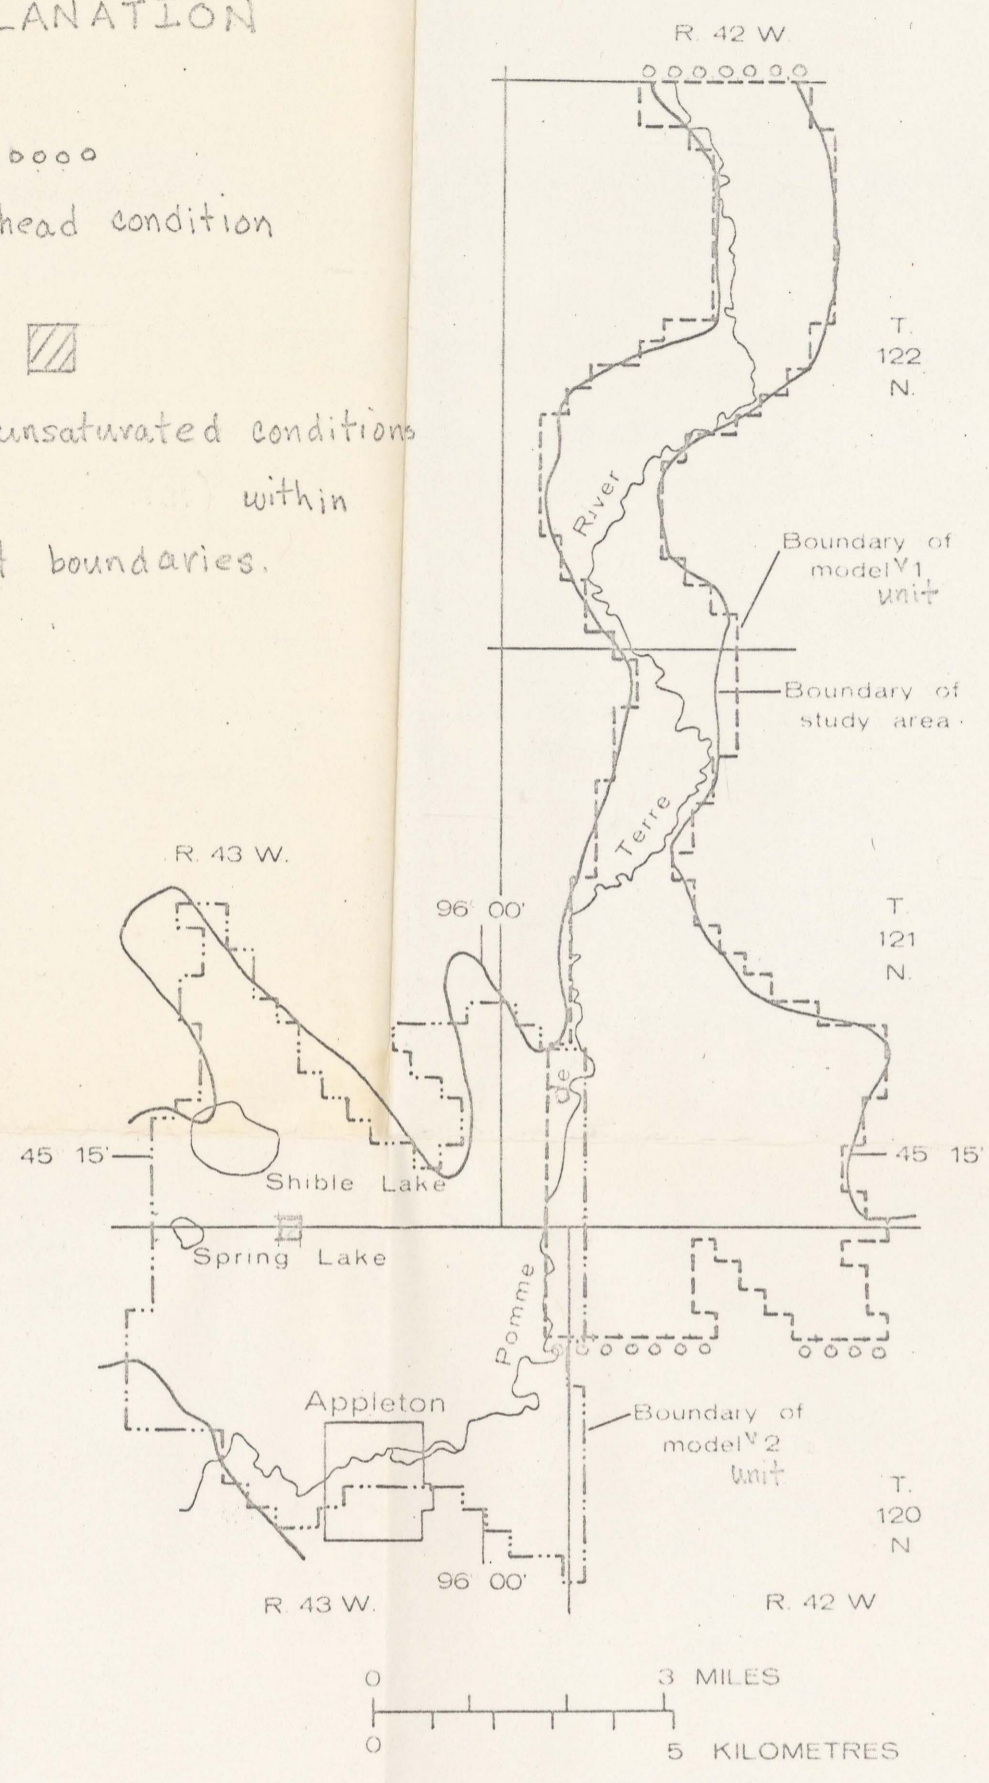 LANATION
head condition
unsaturated conditions
within
boundaries.
R. 42 W.
T.
122
N.
River
Boundary of
model 1
unit
Boundary of
study area
Terre
R. 43 W.
96° 00'
T.
121
N.
de
45 15'
45 15'
Shible Lake
Spring Lake
Pomme
Appleton
Boundary of
model 2
unit
T.
120
N
96° 00'
R. 43 W.
R. 42 W
0 3 MILES
0 5 KILOMETRES